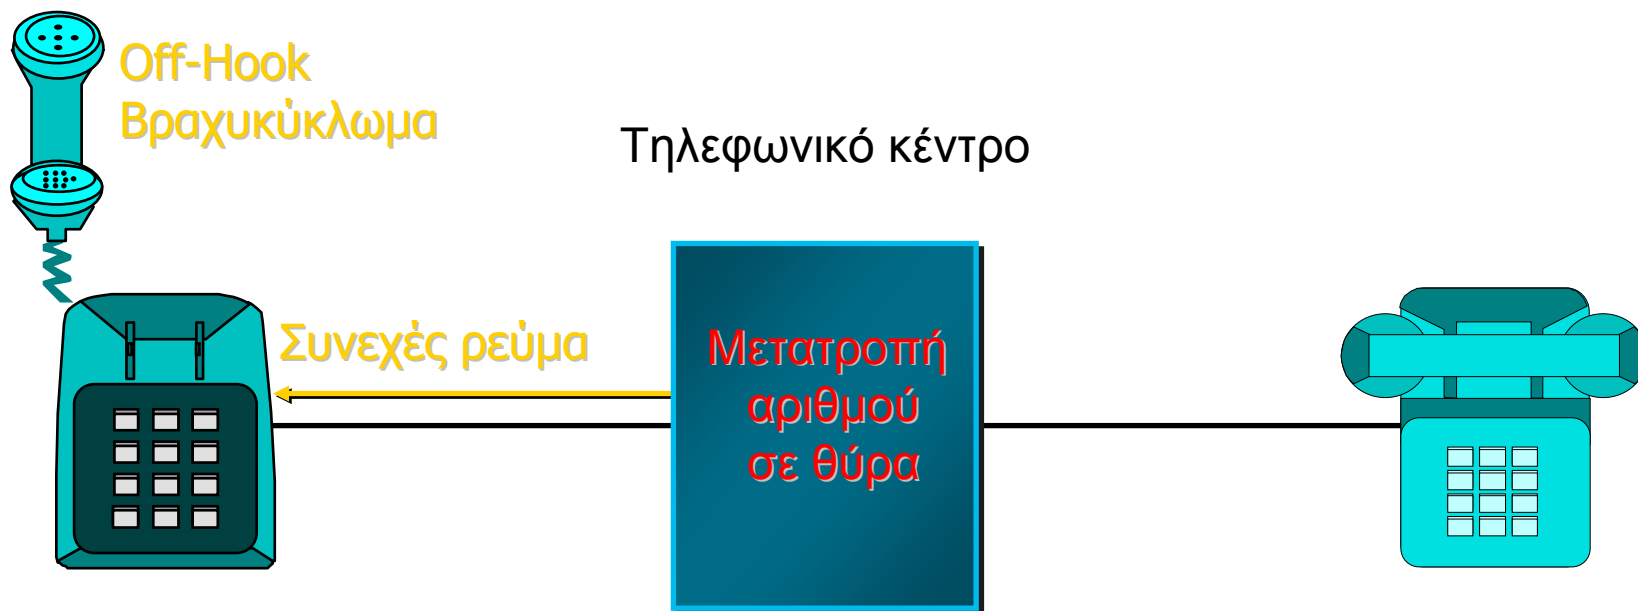 Off-Hook
Βραχυκύκλωμα
Τηλεφωνικό κέντρο
Συνεχές ρεύμα
Μετατροπή
αριθμού
σε θύρα